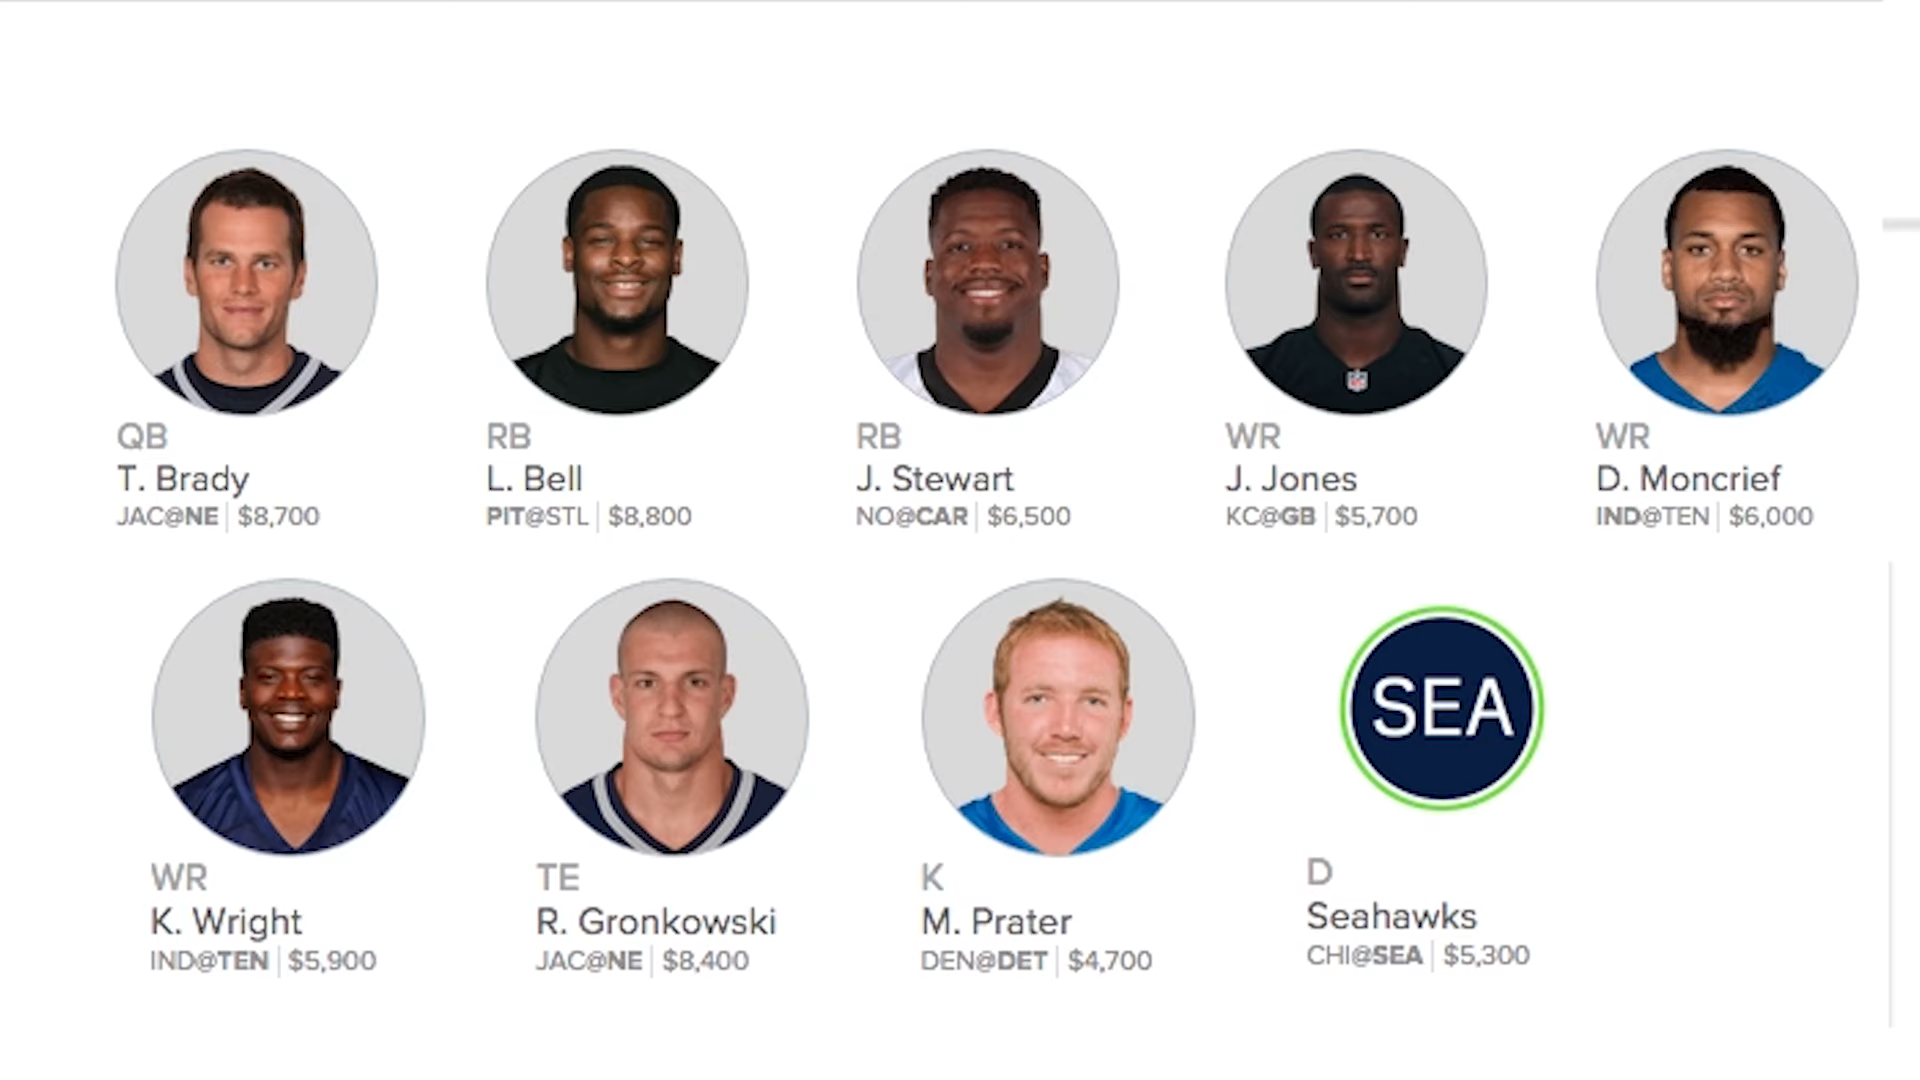 QB
T. Brady
JAC@NE | $8,700
RB
L. Bell
PIT@STL | $8,800
RB
J. Stewart
NO@CAR | $6,500
WR
J. Jones
KC@GB | $5,700
WR
D. Moncrief
IND@TEN | $6,000
WR
K. Wright
IND@TEN | $5,900
TE
R. Gronkowski
JAC@NE | $8,400
K
M. Prater
DEN@DET | $4,700
SEA
D
Seahawks
CHI@SEA | $5,300